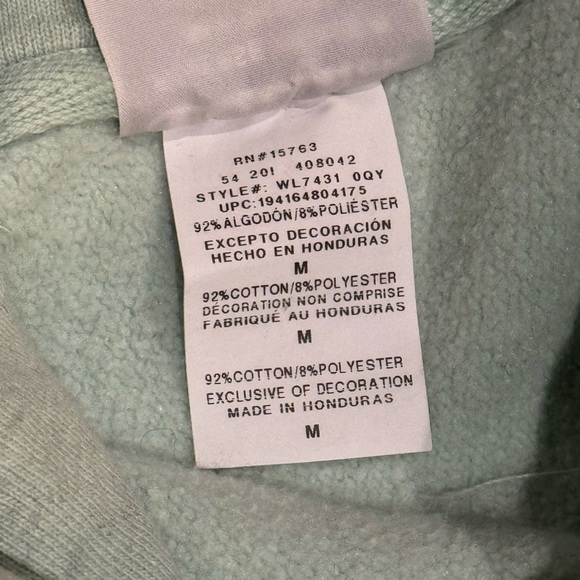 RN#15763
54 20I 408042
STYLE#: WL7431 0QY
UPC:194164804175
92%ALGODÓN/8%POLIÉSTER
EXCEPTO DECORACIÓN
HECHO EN HONDURAS
M
92%COTTON/8%POLYESTER
DÉCORATION NON COMPRISE
FABRIQUÉ AU HONDURAS
M
92%COTTON/8%POLYESTER
EXCLUSIVE OF DECORATION
MADE IN HONDURAS
M